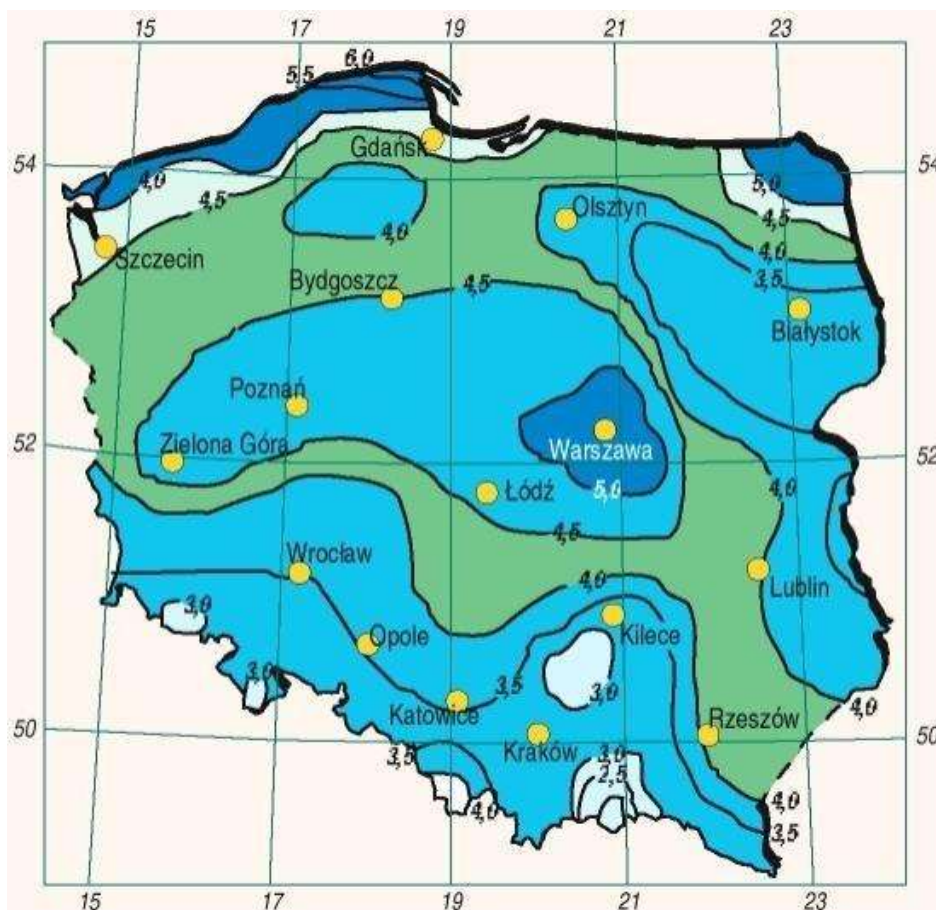 15 17 19 21 23
6,0
5,5
Gdańsk
54 54
4,0
5,0
4,5
4,5
Olsztyn
4,0
4,0
Szczecin
3,5
Bydgoszcz
4,5
Białystok
Poznań
52 52
Zielona Góra
Warszawa
5,0
4,0
Łódź
4,5
Wrocław
4,0
Lublin
3,0
Opole
Kilece
3,0
3,5
3,0
4,0
Katowice
Rzeszów
50 50
Kraków
3,5
3,0
2,5
4,0
4,0
3,5
15 17 19 21 23